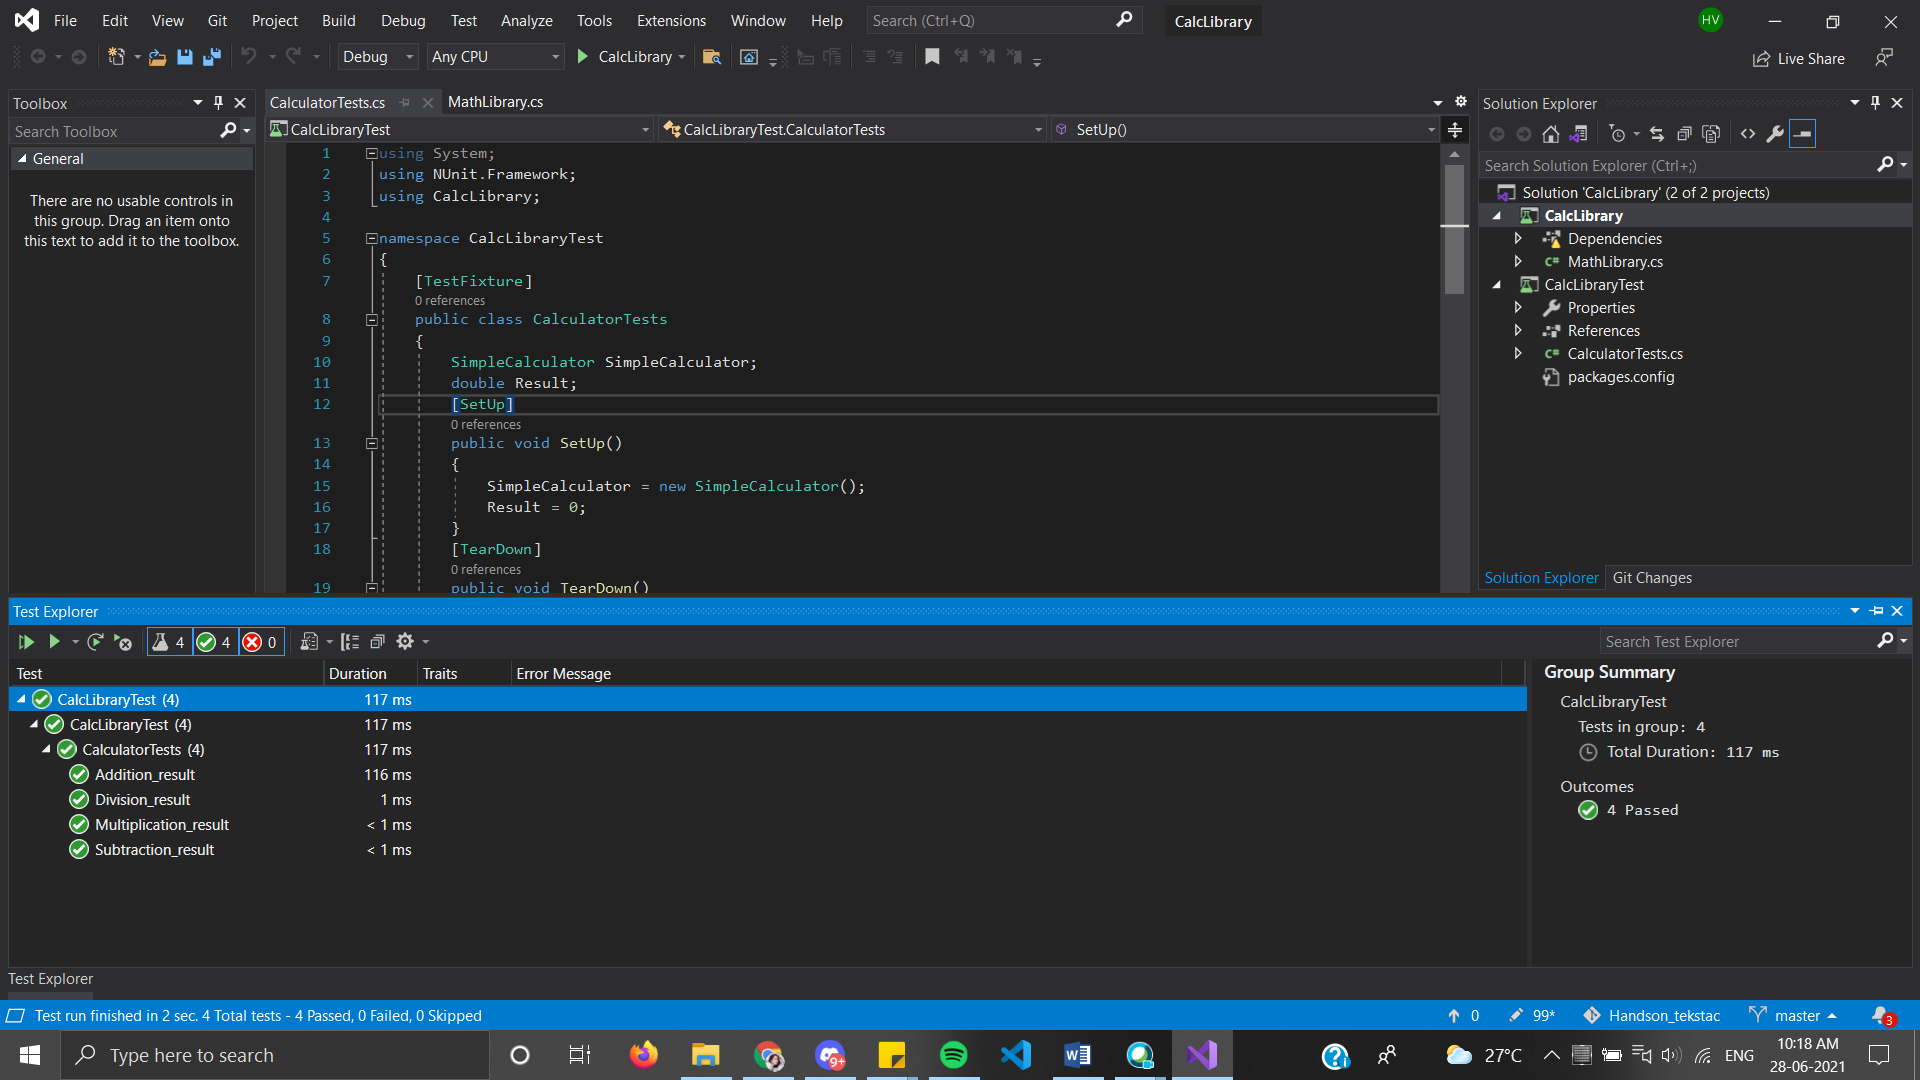 File Edit View Git Project Build Debug Test Analyze Tools Extensions Window Help Search (Ctrl+Q) CalcLibrary HV
Debug Any CPU CalcLibrary Live Share
Toolbox
Search Toolbox
General
There are no usable controls in
this group. Drag an item onto
this text to add it to the toolbox.
CalculatorTests.cs MathLibrary.cs
CalcLibraryTest CalcLibraryTest.CalculatorTests SetUp()
1 using System;
2 using NUnit.Framework;
3 using CalcLibrary;
4
5 namespace CalcLibraryTest
6 {
7 [TestFixture]
0 references
8 public class CalculatorTests
9 {
10 SimpleCalculator SimpleCalculator;
11 double Result;
12 [SetUp]
0 references
13 public void SetUp()
14 {
15 SimpleCalculator = new SimpleCalculator();
16 Result = 0;
17 }
18 [TearDown]
0 references
19 public void TearDown()
Solution Explorer
Search Solution Explorer (Ctrl+;)
Solution 'CalcLibrary' (2 of 2 projects)
CalcLibrary
Dependencies
C# MathLibrary.cs
CalcLibraryTest
Properties
References
C# CalculatorTests.cs
packages.config
Solution Explorer Git Changes
Test Explorer
4 4 0 Search Test Explorer
Test Duration Traits Error Message
CalcLibraryTest (4) 117 ms
CalcLibraryTest (4) 117 ms
CalculatorTests (4) 117 ms
Addition_result 116 ms
Division_result 1 ms
Multiplication_result < 1 ms
Subtraction_result < 1 ms
Group Summary
CalcLibraryTest
Tests in group: 4
Total Duration: 117 ms
Outcomes
4 Passed
Test Explorer
Test run finished in 2 sec. 4 Total tests - 4 Passed, 0 Failed, 0 Skipped 0 99* Handson_tekstac master 3
Type here to search 9+ 27°C ENG 10:18 AM
28-06-2021